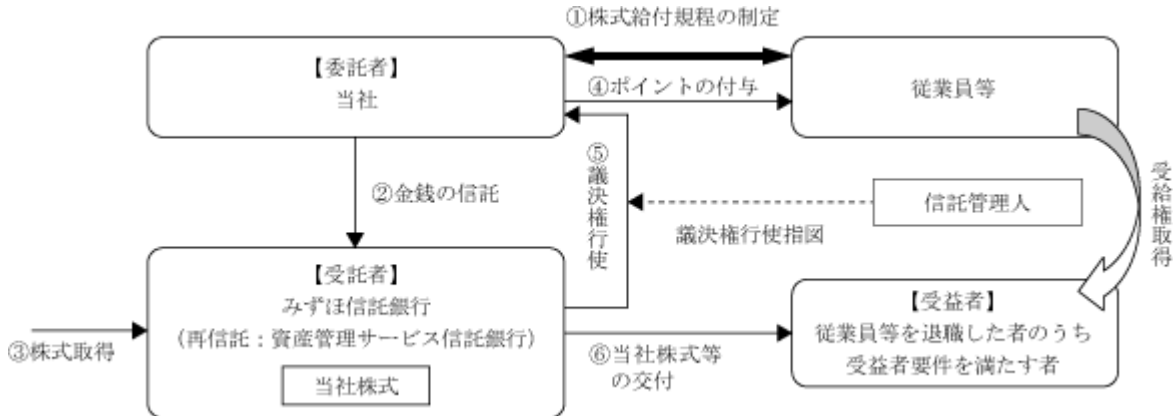 ①株式給付規程の制定
【委託者】
当社
④ポイントの付与
従業員等
②金銭の信託
⑤議決権行使
議決権行使指図
信託管理人
受給権取得
【受託者】
みずほ信託銀行
(再信託:資産管理サービス信託銀行)
当社株式
③株式取得
⑥当社株式等
の交付
【受益者】
従業員等を退職した者のうち
受益者要件を満たす者